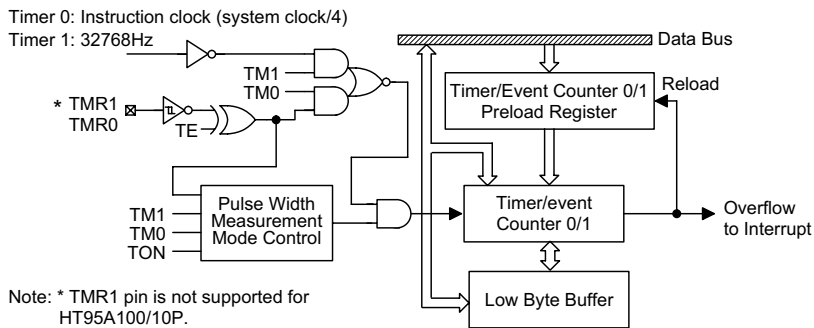 Timer 0: Instruction clock (system clock/4)
Timer 1: 32768Hz
Data Bus
TM1
TM0
Timer/Event Counter 0/1
Preload Register
Reload
* TMR1
TMR0
TE
Pulse Width
Measurement
Mode Control
TM1
TM0
TON
Timer/event
Counter 0/1
Overflow
to Interrupt
Low Byte Buffer
Note: * TMR1 pin is not supported for
HT95A100/10P.